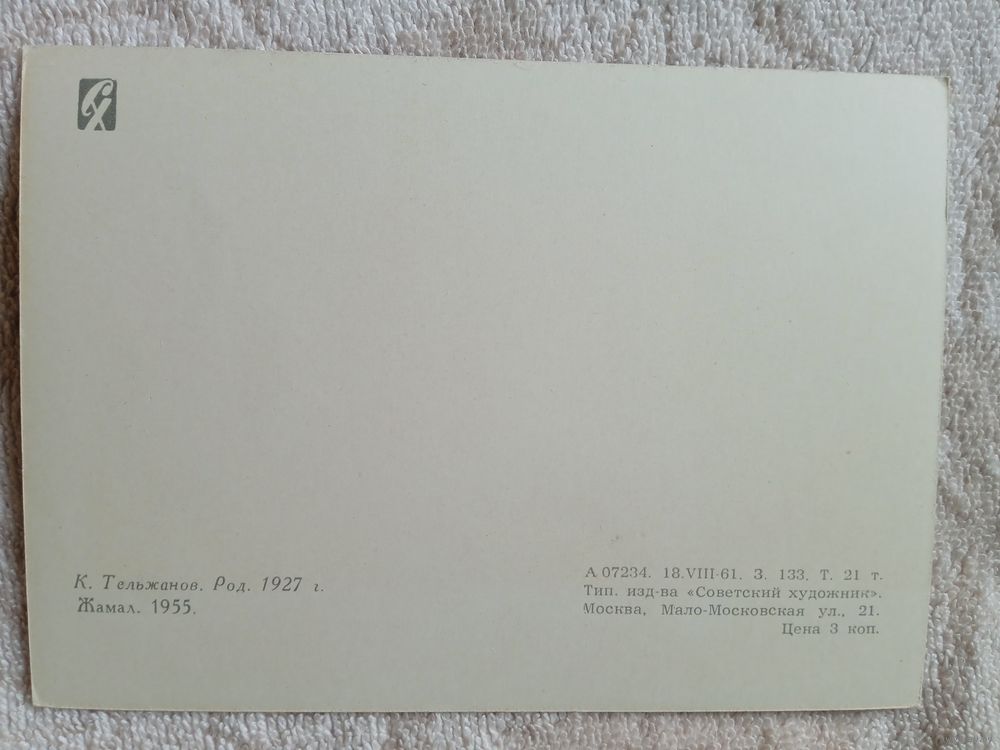 СХ
К. Тельжанов. Род. 1927 г.
Жамал. 1955.
А 07234. 18.VIII-61. З. 133. Т. 21 т.
Тип. изд-ва «Советский художник».
Москва, Мало-Московская ул., 21.
Цена 3 коп.